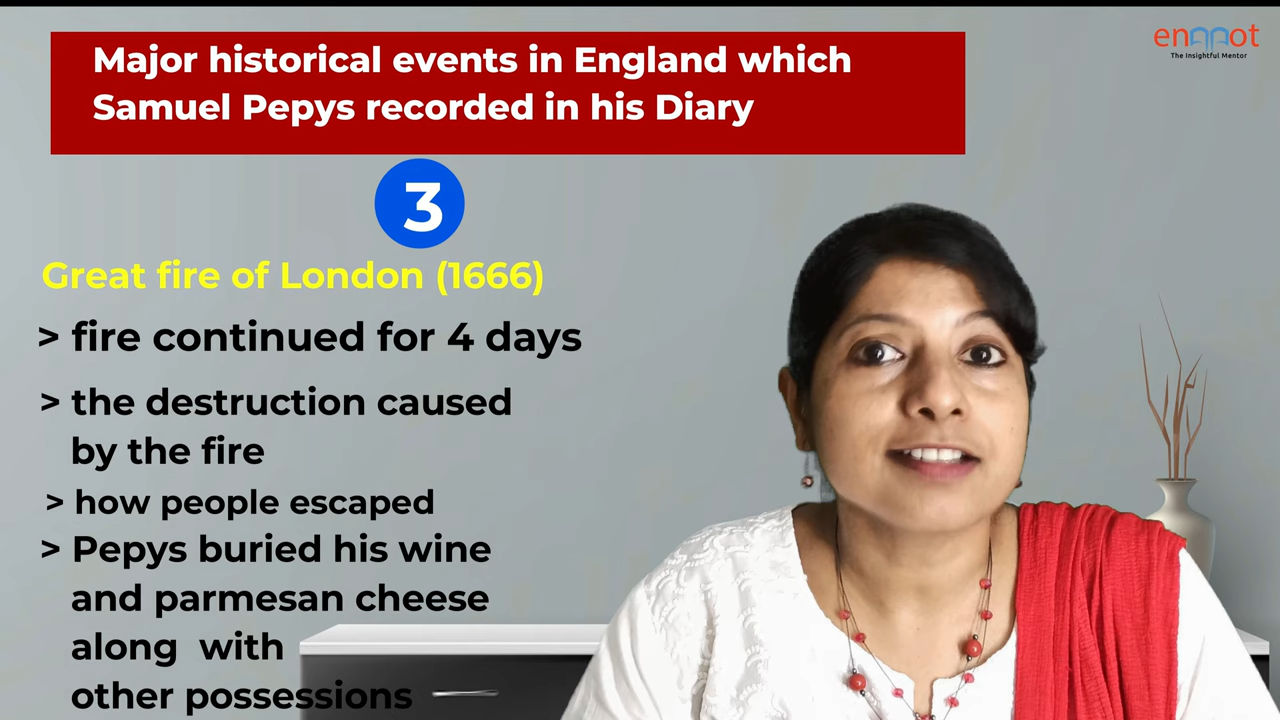 Major historical events in England which
Samuel Pepys recorded in his Diary
The Insightful Mentor
3
Great fire of London (1666)
> fire continued for 4 days
> the destruction caused
by the fire
> how people escaped
> Pepys buried his wine
and parmesan cheese
along with
other possessions